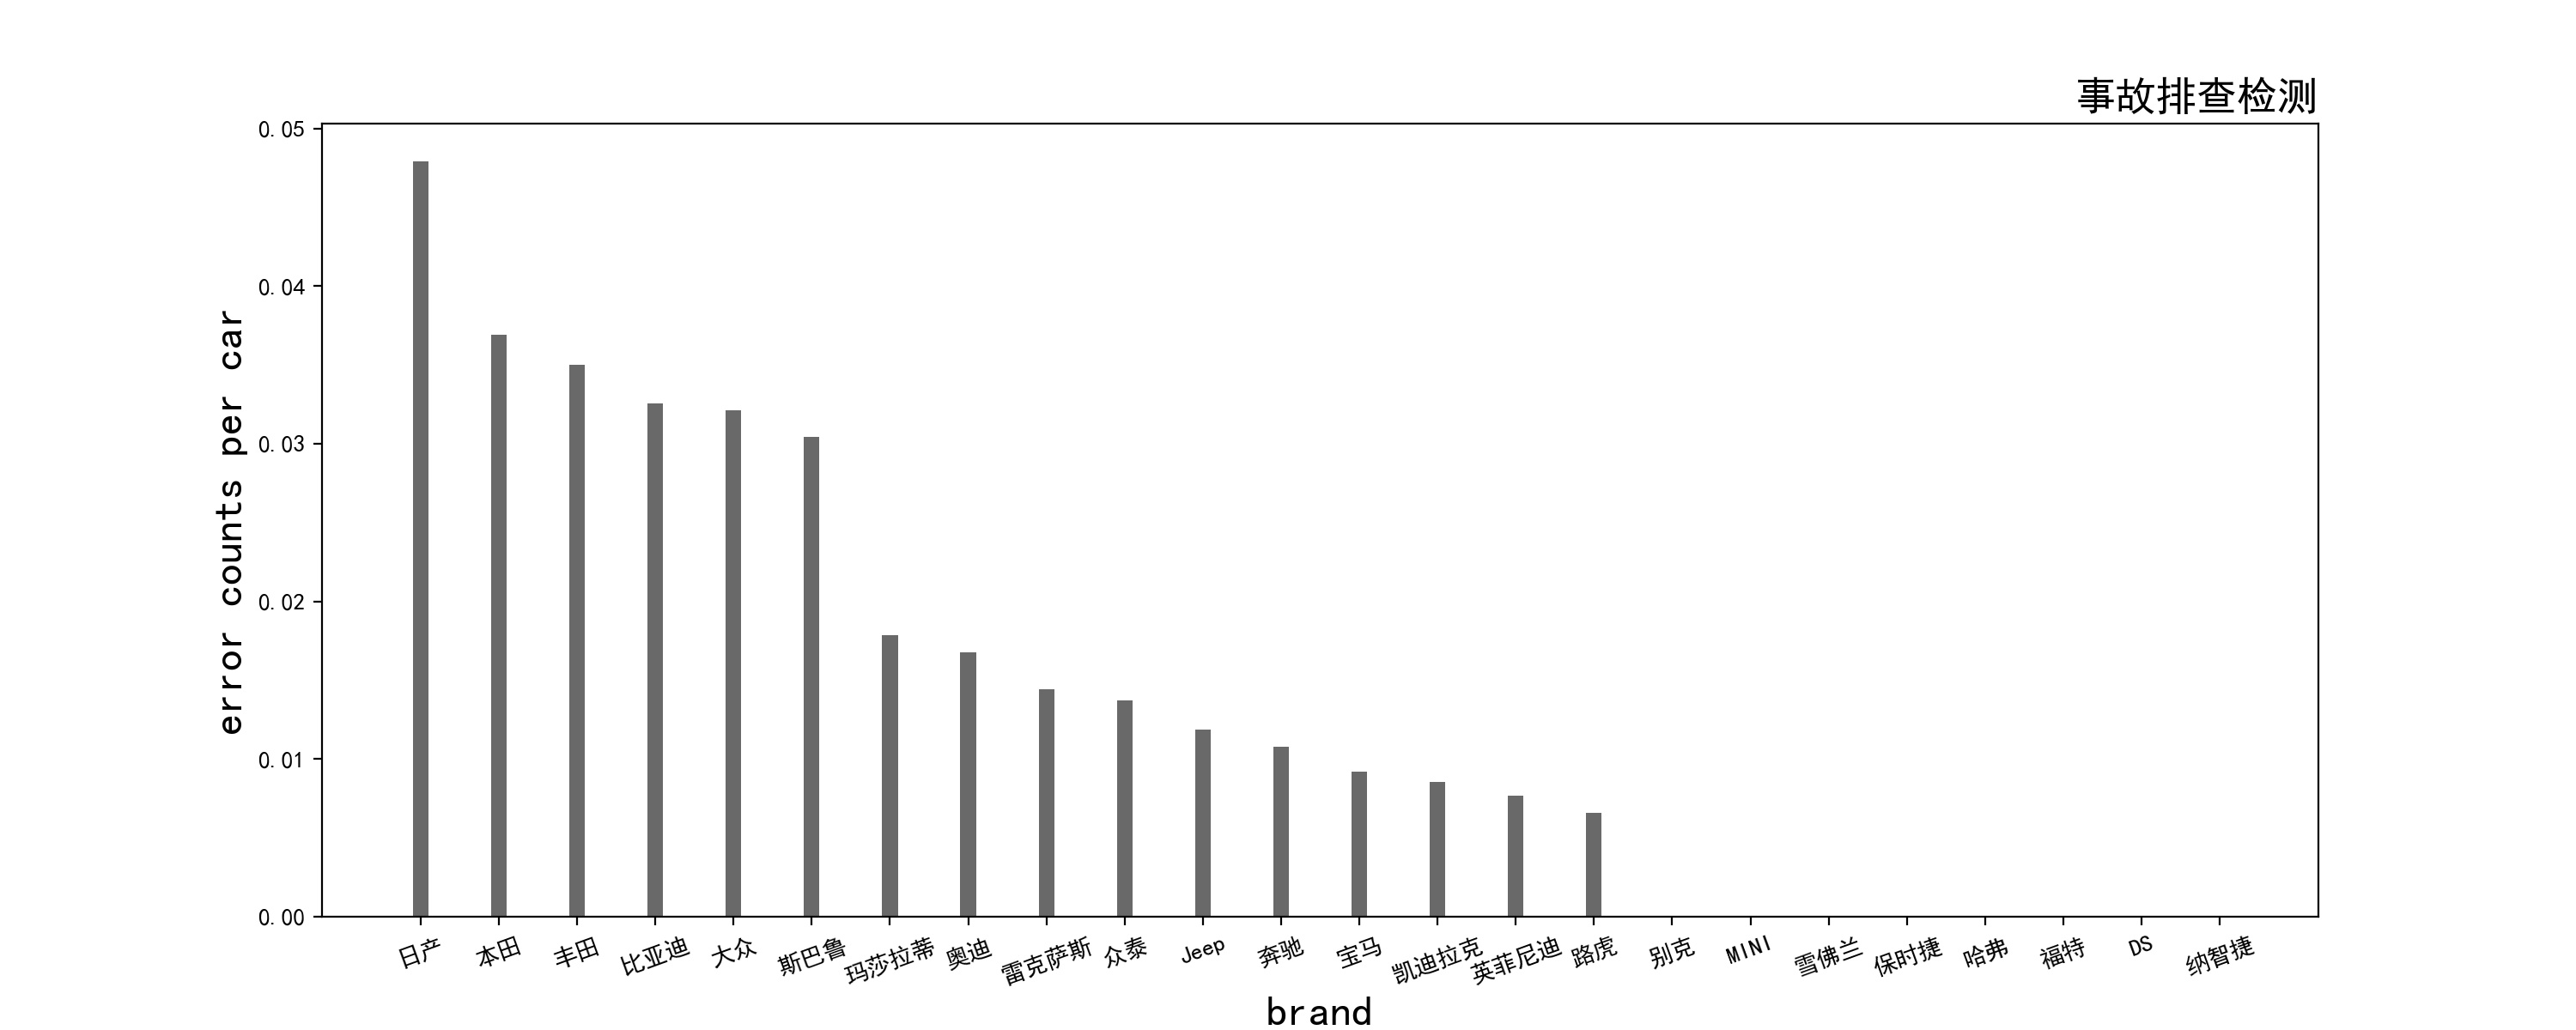 事故排查检测
error counts per car
0.05
0.04
0.03
0.02
0.01
0.00
日产 本田 丰田 比亚迪 大众 斯巴鲁 玛莎拉蒂 奥迪 雷克萨斯 众泰 Jeep 奔驰 宝马 凯迪拉克 英菲尼迪 路虎 别克 MINI 雪佛兰 保时捷 哈弗 福特 DS 纳智捷
brand